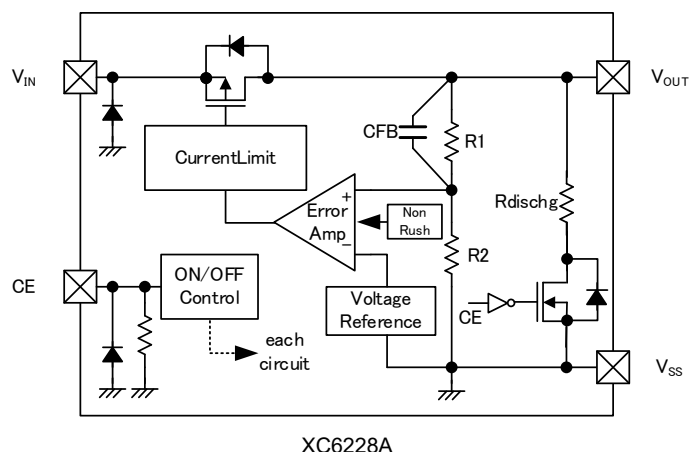 VIN
VOUT
CFB
R1
CurrentLimit
+
Error
Amp
−
Non
Rush
Rdischg
R2
CE
ON/OFF
Control
Voltage
Reference
CE
each
circuit
VSS
XC6228A